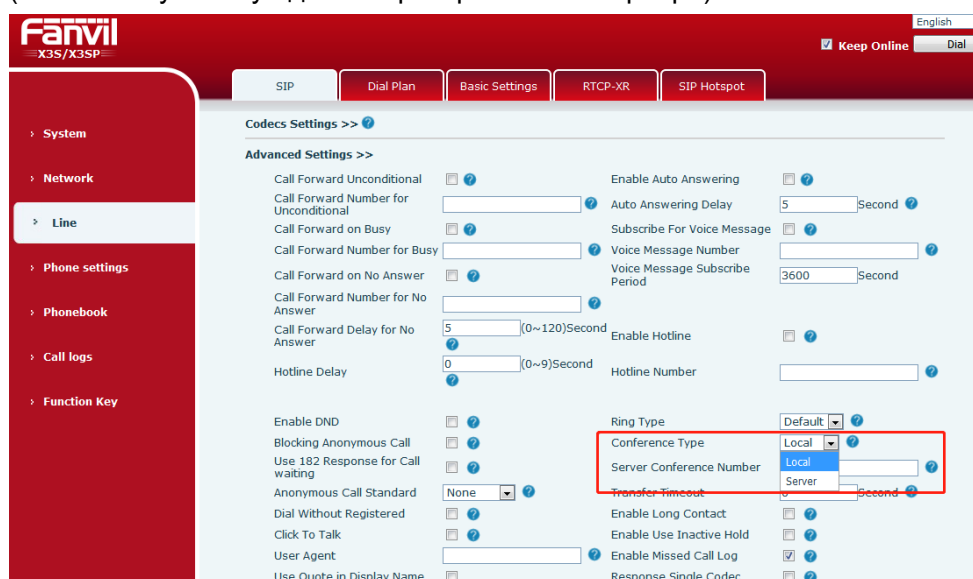 Fanvil
X3S/X3SP
English
Keep Online Dial
SIP Dial Plan Basic Settings RTCP-XR SIP Hotspot
› System
› Network
› Line
› Phone settings
› Phonebook
› Call logs
› Function Key
Codecs Settings >> ?
Advanced Settings >>
Call Forward Unconditional ? Enable Auto Answering ?
Call Forward Number for Unconditional ? Auto Answering Delay 5 Second ?
Call Forward on Busy ? Subscribe For Voice Message ?
Call Forward Number for Busy ? Voice Message Number ?
Call Forward on No Answer ? Voice Message Subscribe Period 3600 Second
Call Forward Number for No Answer ?
Call Forward Delay for No Answer 5 (0~120)Second ? Enable Hotline ?
Hotline Delay 0 (0~9)Second ? Hotline Number ?
Enable DND ? Ring Type Default ?
Blocking Anonymous Call ? Conference Type Local ?
Local
Server
Use 182 Response for Call waiting ? Server Conference Number ?
Anonymous Call Standard None ? Transfer Timeout Second ?
Dial Without Registered ? Enable Long Contact ?
Click To Talk ? Enable Use Inactive Hold ?
User Agent ? Enable Missed Call Log ?
Use Quote in Display Name Response Single Codec